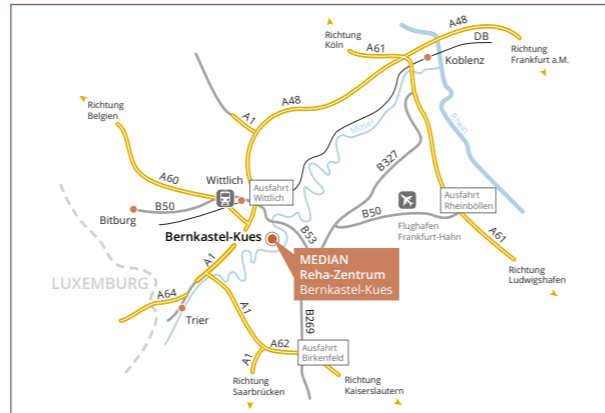 A48
Richtung
Köln
A61
DB
Richtung
Frankfurt a.M.
Koblenz
Richtung
Belgien
A1
A48
Mosel
Rhein
B327
A60
Wittlich
Ausfahrt
Wittlich
Ausfahrt
Rheinböllen
B50
Bitburg
B50
Flughafen
Frankfurt-Hahn
A61
Bernkastel-Kues
B53
MEDIAN
Reha-Zentrum
Bernkastel-Kues
Richtung
Ludwigshafen
LUXEMBURG
A1
A64
Trier
A1
B269
A62
Ausfahrt
Birkenfeld
A1
Richtung
Saarbrücken
Richtung
Kaiserslautern